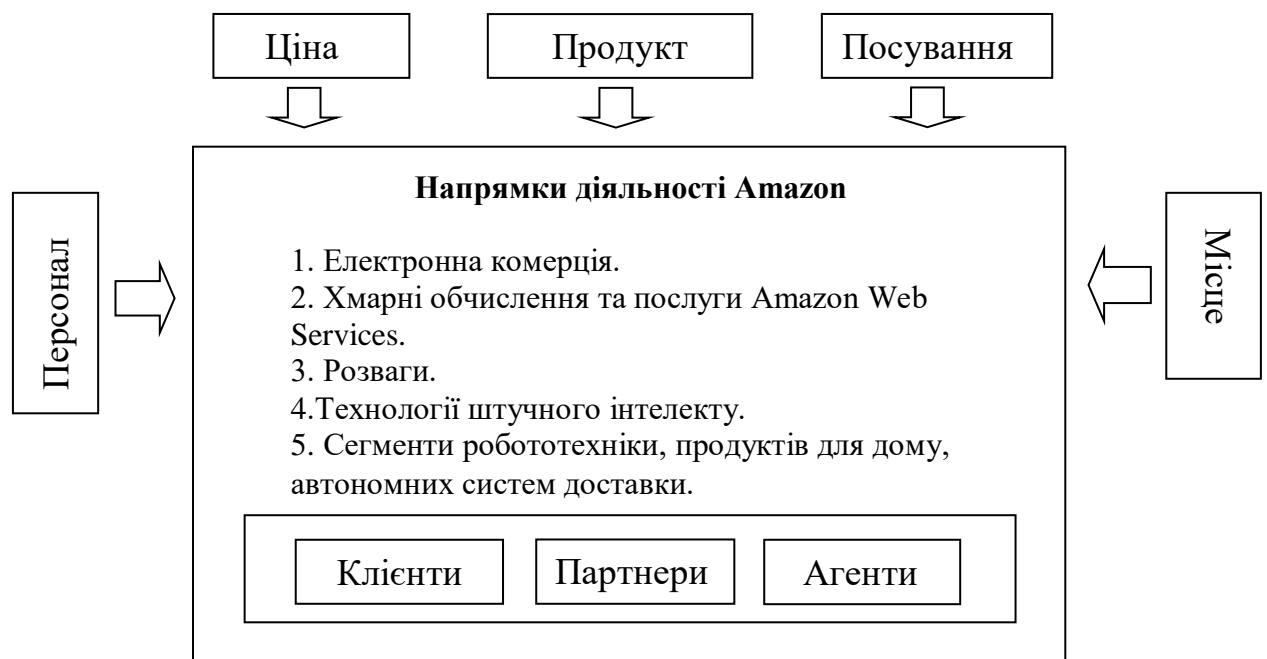 Ціна
Продукт
Посування
Напрямки діяльності Amazon
Персонал
Місце
1. Електронна комерція.
2. Хмарні обчислення та послуги Amazon Web
Services.
3. Розваги.
4.Технології штучного інтелекту.
5. Сегменти робототехніки, продуктів для дому,
автономних систем доставки.
Клієнти
Партнери
Агенти